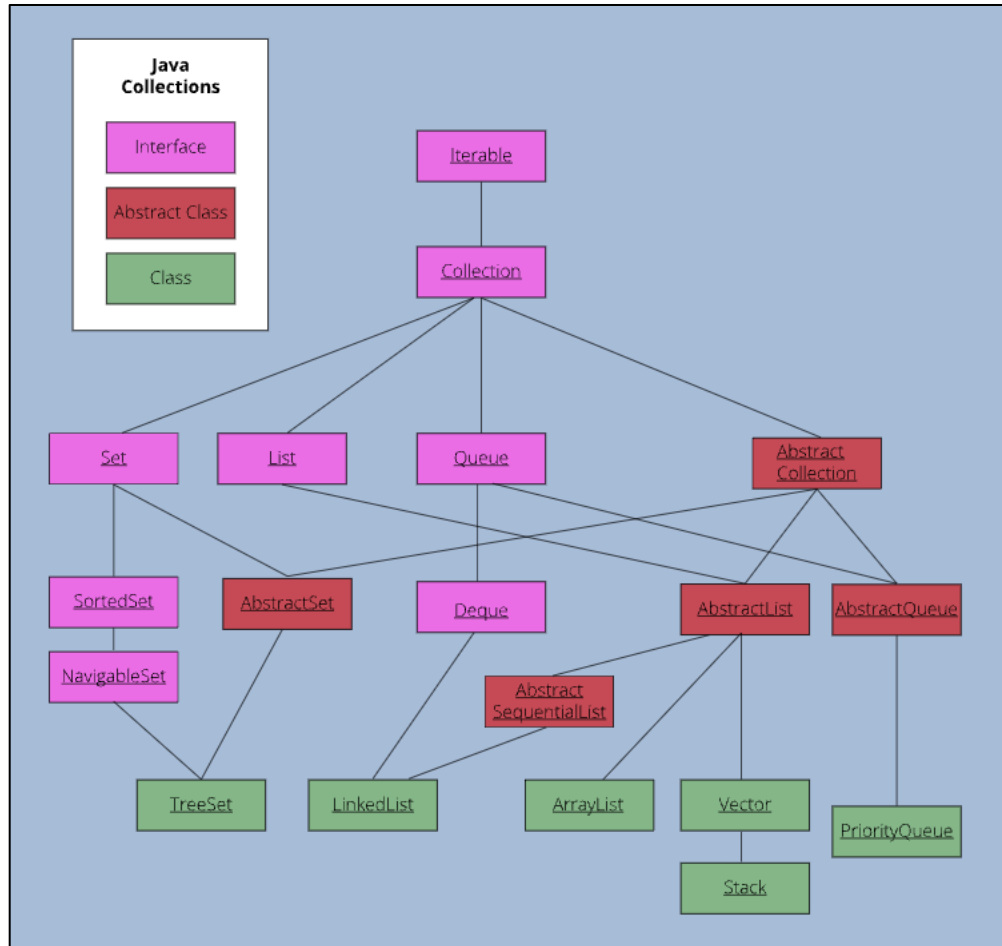 Java
Collections
Interface
Abstract Class
Class
Iterable
Collection
Set
List
Queue
Abstract
Collection
SortedSet
AbstractSet
Deque
AbstractList
AbstractQueue
NavigableSet
Abstract
SequentialList
TreeSet
LinkedList
ArrayList
Vector
PriorityQueue
Stack